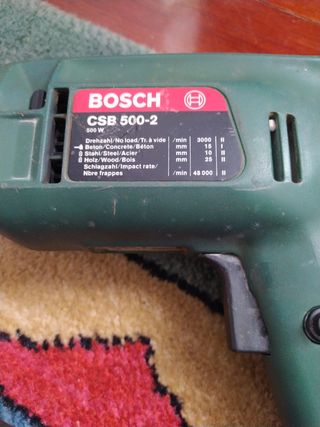 BOSCH
CSB 500-2
500 W
Drehzahl/No load/Tr. à vide /min 3000 II
Beton/Concrete/Béton mm 15 I
Stahl/Steel/Acier mm 10 II
Holz/Wood/Bois mm 25 II
Schlagzahl/Impact rate/
Nbre frappes /min 48 000 II